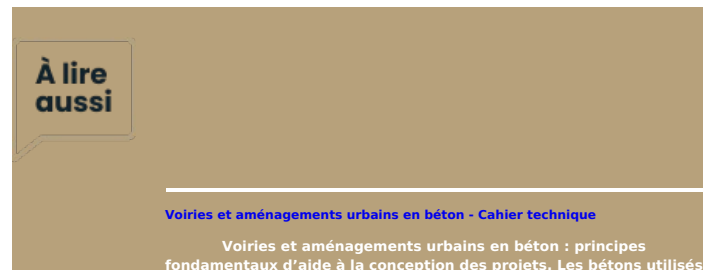 À lire
aussi
Voiries et aménagements urbains en béton - Cahier technique
Voiries et aménagements urbains en béton : principes
fondamentaux d’aide à la conception des projets. Les bétons utilisés